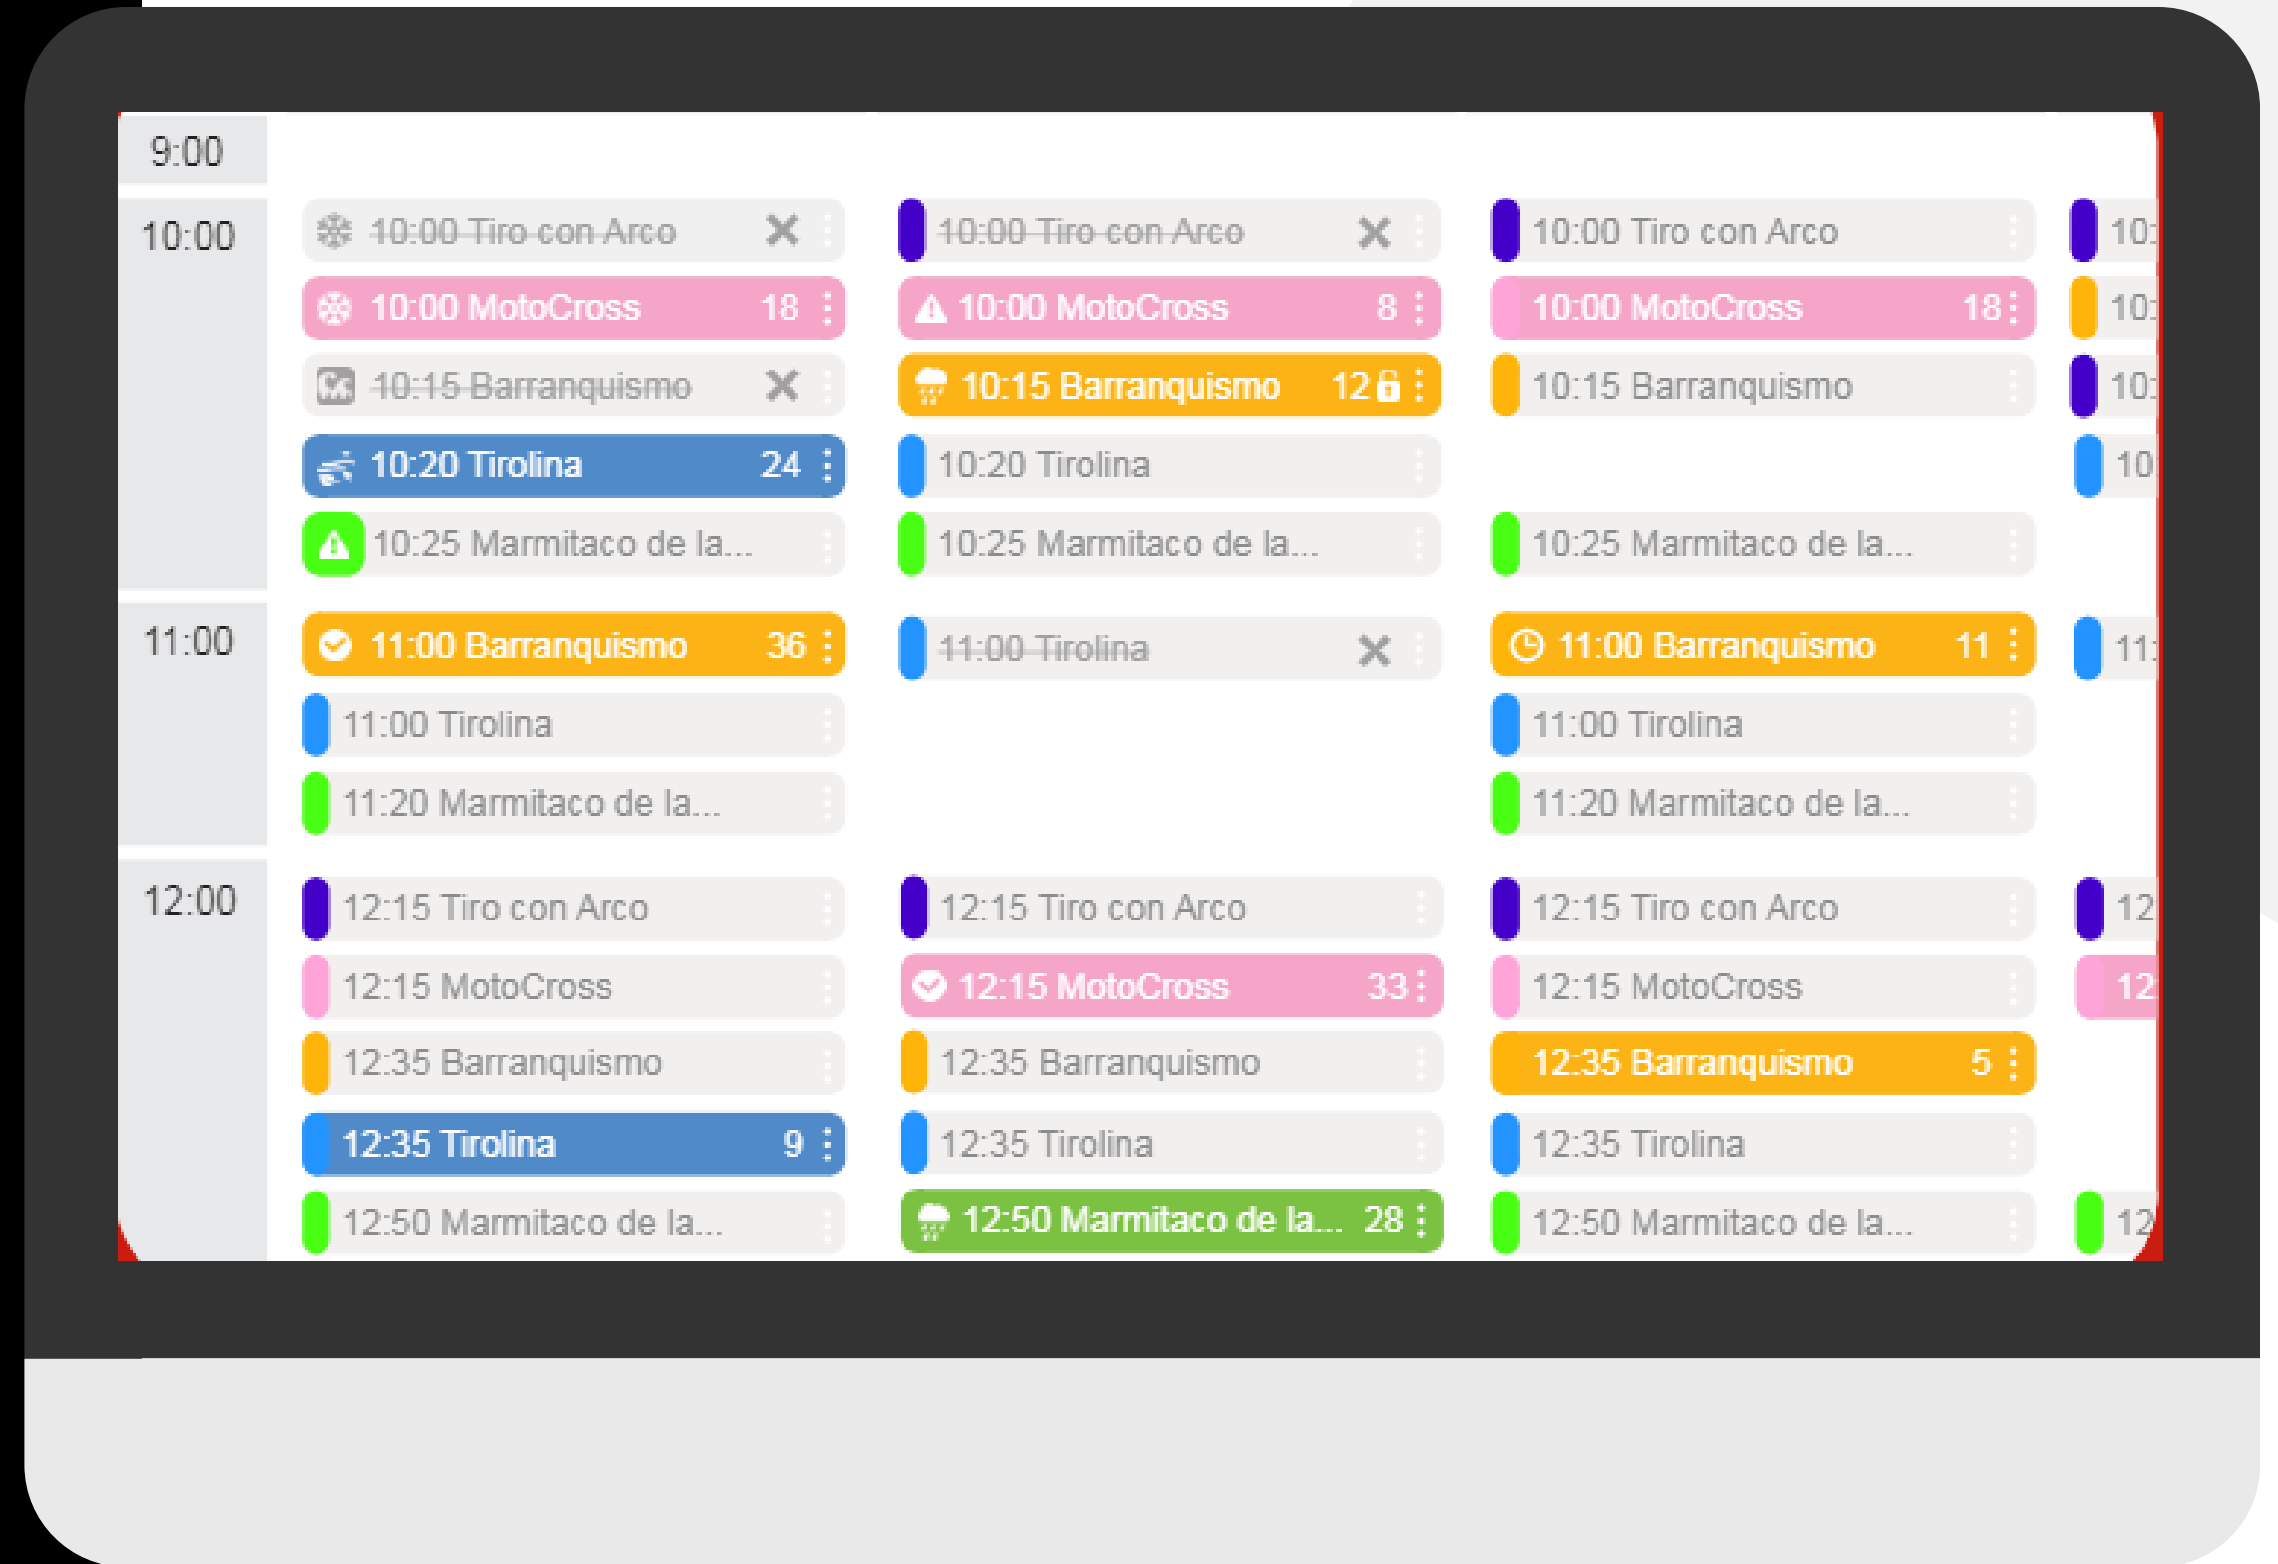 9:00
10:00
10:00 Tiro con Arco
10:00 Tiro con Arco
10:00 Tiro con Arco
10:
10:00 MotoCross 18
10:00 MotoCross 8
10:00 MotoCross 18
10:
10:15 Barranquismo
10:15 Barranquismo 12
10:15 Barranquismo
10:
10:20 Tirolina 24
10:20 Tirolina
10
10:25 Marmitaco de la...
10:25 Marmitaco de la...
10:25 Marmitaco de la...
11:00
11:00 Barranquismo 36
11:00 Tirolina
11:00 Barranquismo 11
11:
11:00 Tirolina
11:00 Tirolina
11:20 Marmitaco de la...
11:20 Marmitaco de la...
12:00
12:15 Tiro con Arco
12:15 Tiro con Arco
12:15 Tiro con Arco
12
12:15 MotoCross
12:15 MotoCross 33
12:15 MotoCross
12
12:35 Barranquismo
12:35 Barranquismo
12:35 Barranquismo 5
12:35 Tirolina 9
12:35 Tirolina
12:35 Tirolina
12:50 Marmitaco de la...
12:50 Marmitaco de la... 28
12:50 Marmitaco de la...
12